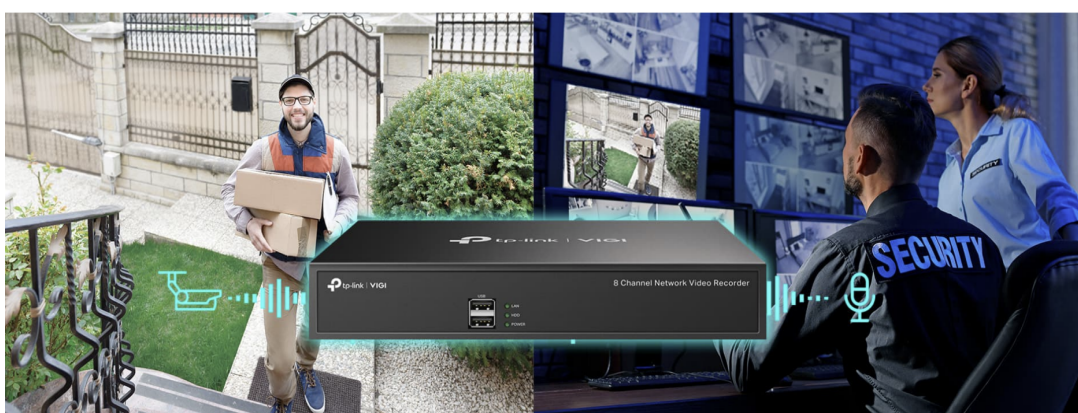 tp-link | VIGI
tp-link | VIGI
8 Channel Network Video Recorder
USB
LAN
HDD
POWER
SECURITY
SECURITY